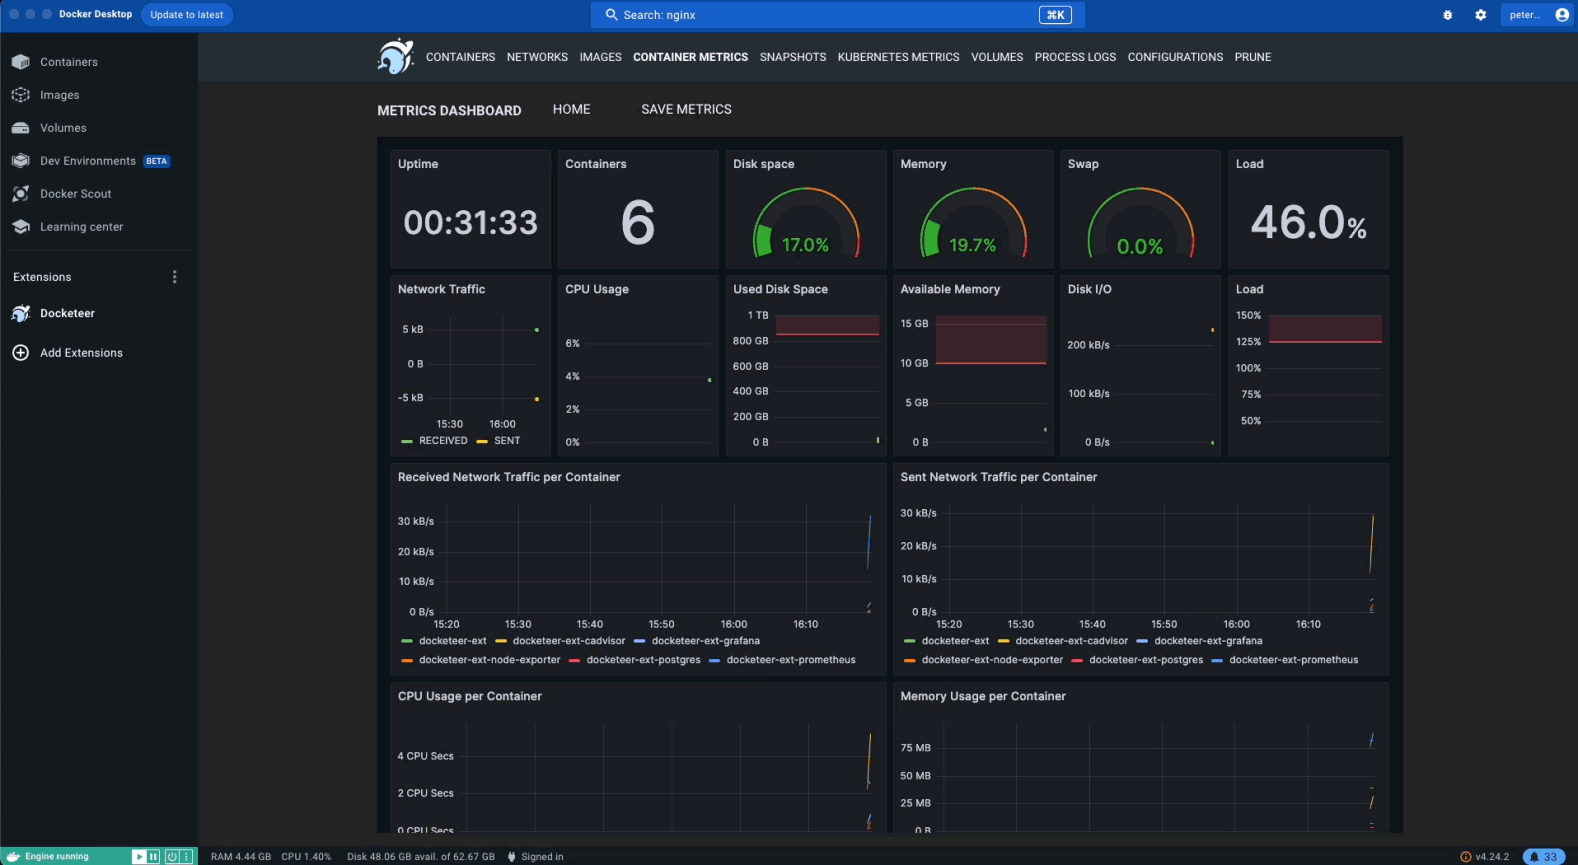 Docker Desktop
Update to latest
Search: nginx
⌘K
peter...
Containers
Images
Volumes
Dev Environments BETA
Docker Scout
Learning center
Extensions
Docketeer
Add Extensions
CONTAINERS NETWORKS IMAGES CONTAINER METRICS SNAPSHOTS KUBERNETES METRICS VOLUMES PROCESS LOGS CONFIGURATIONS PRUNE
METRICS DASHBOARD HOME SAVE METRICS
Uptime
00:31:33
Containers
6
Disk space
17.0%
Memory
19.7%
Swap
0.0%
Load
46.0%
Network Traffic
5 kB
0 B
-5 kB
15:30 16:00
RECEIVED SENT
CPU Usage
6%
4%
2%
0%
Used Disk Space
1 TB
800 GB
600 GB
400 GB
200 GB
0 B
Available Memory
15 GB
10 GB
5 GB
0 B
Disk I/O
200 kB/s
100 kB/s
0 B/s
Load
150%
125%
100%
75%
50%
Received Network Traffic per Container
30 kB/s
20 kB/s
10 kB/s
0 B/s
15:20 15:30 15:40 15:50 16:00 16:10
docketeer-ext docketeer-ext-cadvisor docketeer-ext-grafana
docketeer-ext-node-exporter docketeer-ext-postgres docketeer-ext-prometheus
Sent Network Traffic per Container
30 kB/s
20 kB/s
10 kB/s
0 B/s
15:20 15:30 15:40 15:50 16:00 16:10
docketeer-ext docketeer-ext-cadvisor docketeer-ext-grafana
docketeer-ext-node-exporter docketeer-ext-postgres docketeer-ext-prometheus
CPU Usage per Container
4 CPU Secs
2 CPU Secs
0 CPU Secs
Memory Usage per Container
75 MB
50 MB
25 MB
0 B
Engine running
RAM 4.44 GB CPU 1.40% Disk 48.06 GB avail. of 62.67 GB Signed in
v4.24.2
33